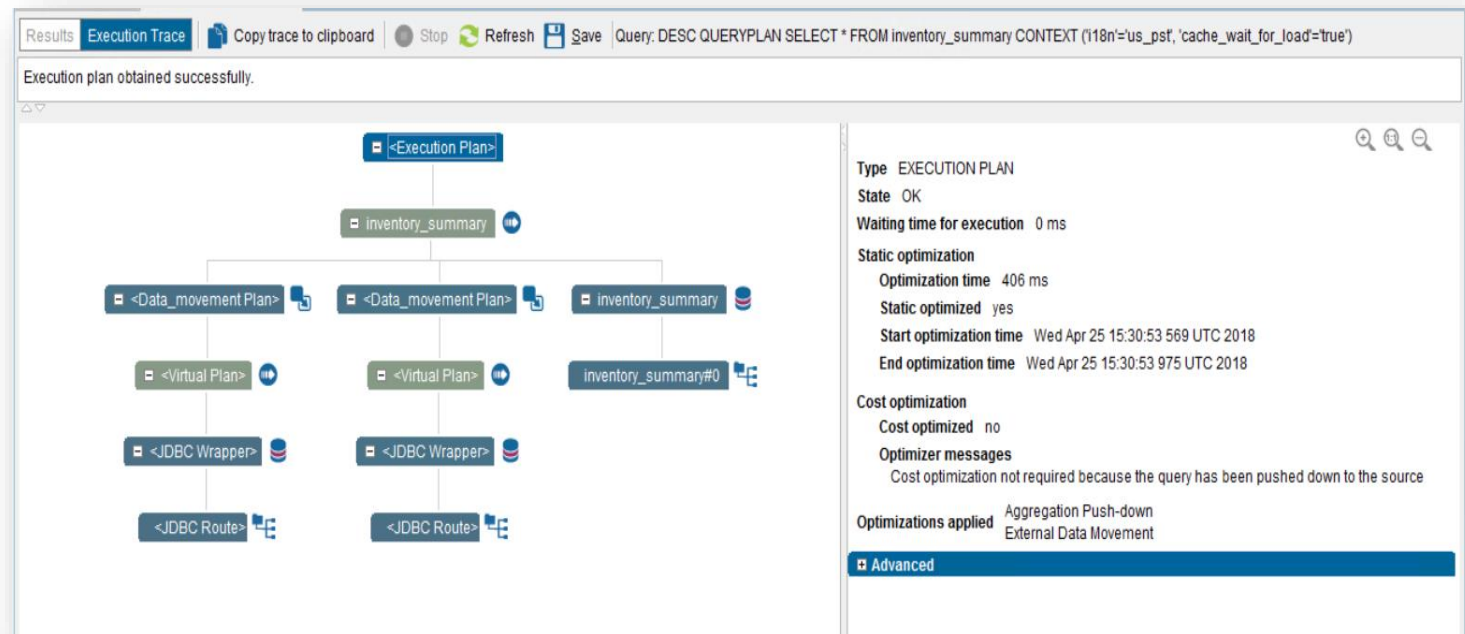 Results Execution Trace Copy trace to clipboard Stop Refresh Save Query: DESC QUERYPLAN SELECT * FROM inventory_summary CONTEXT ('i18n'='us_pst', 'cache_wait_for_load'='true')
Execution plan obtained successfully.
<Execution Plan>
inventory_summary
<Data_movement Plan> <Data_movement Plan> inventory_summary
<Virtual Plan> <Virtual Plan> inventory_summary#0
<JDBC Wrapper> <JDBC Wrapper>
<JDBC Route> <JDBC Route>
1:1
Type EXECUTION PLAN
State OK
Waiting time for execution 0 ms
Static optimization
Optimization time 406 ms
Static optimized yes
Start optimization time Wed Apr 25 15:30:53 569 UTC 2018
End optimization time Wed Apr 25 15:30:53 975 UTC 2018
Cost optimization
Cost optimized no
Optimizer messages
Cost optimization not required because the query has been pushed down to the source
Optimizations applied Aggregation Push-down
External Data Movement
Advanced